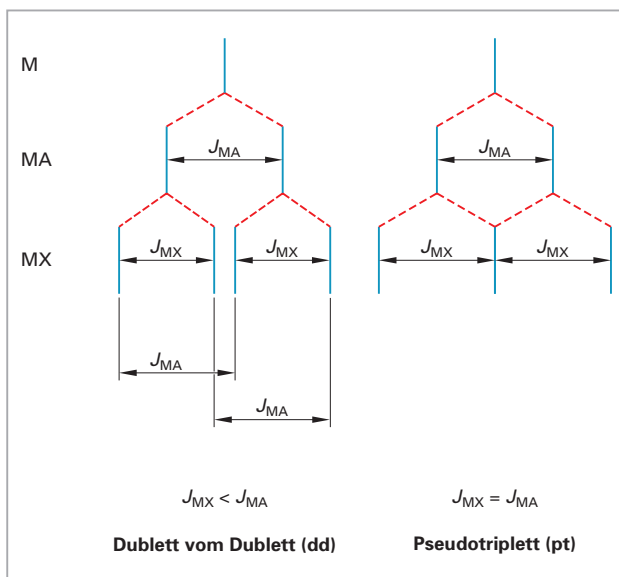 M
MA
J_MA J_MA
MX
J_MX J_MX J_MX J_MX
J_MA
J_MA
J_MX < J_MA J_MX = J_MA
Dublett vom Dublett (dd) Pseudotriplett (pt)